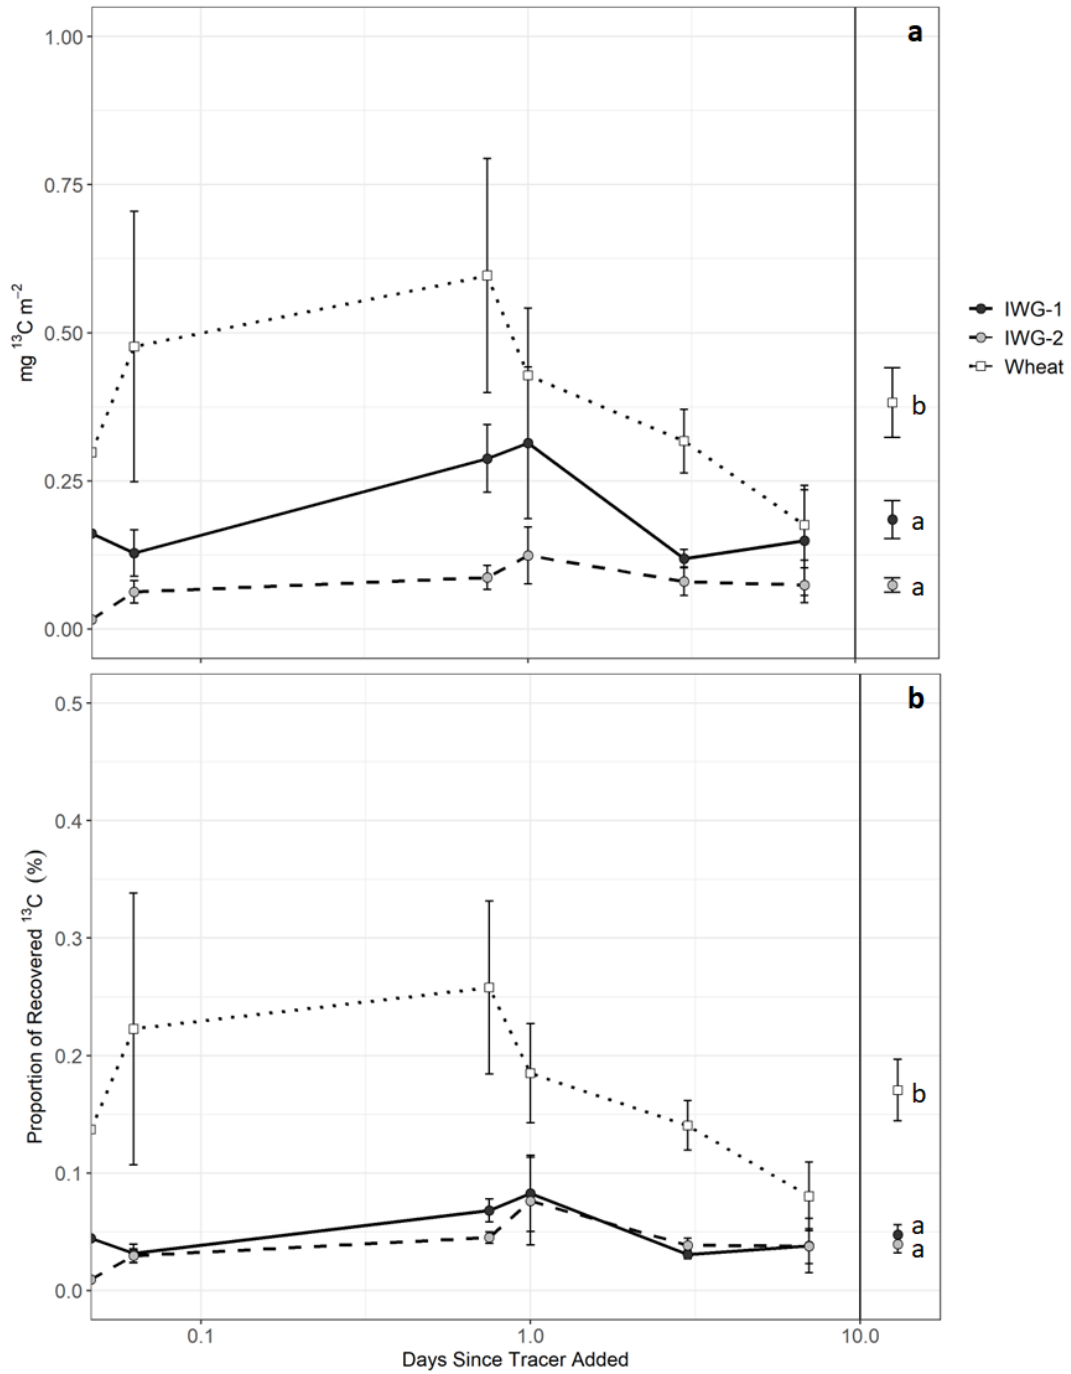 a
1.00
0.75
0.50
0.25
0.00
mg ¹³C m⁻²
b
a
a
IWG-1
IWG-2
Wheat
b
0.5
0.4
0.3
0.2
0.1
0.0
Proportion of Recovered ¹³C (%)
b
a
a
0.1 1.0 10.0
Days Since Tracer Added